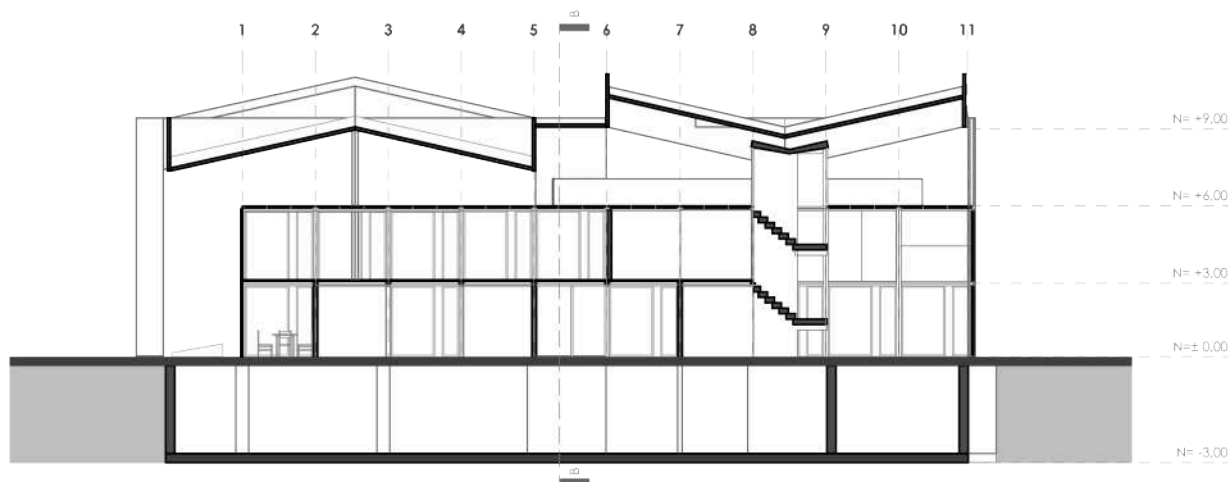 B
1 2 3 4 5 6 7 8 9 10 11
N= +9,00
N= +6,00
N= +3,00
N=± 0,00
N= -3,00
B